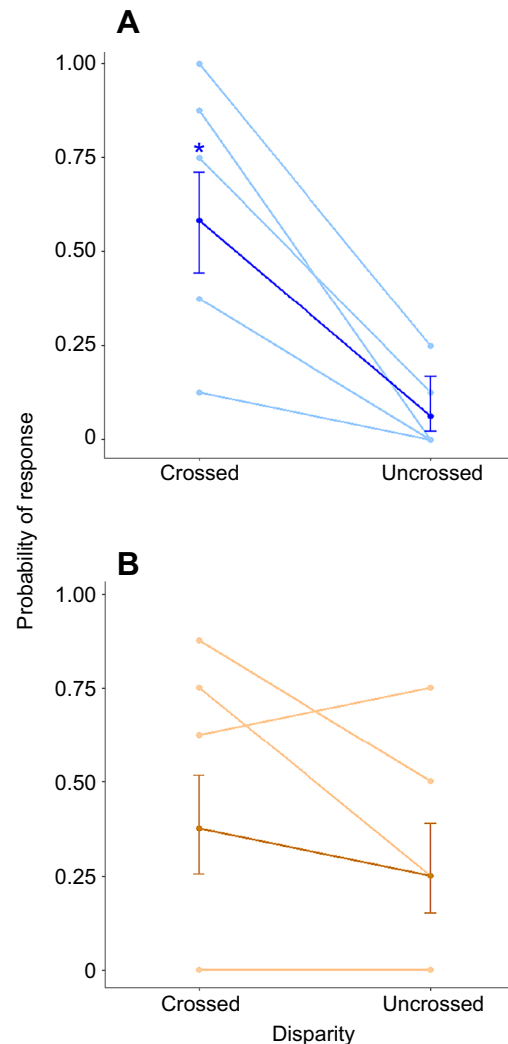 A
1.00
0.75
*
0.50
0.25
0
Crossed Uncrossed
Probability of response
B
1.00
0.75
0.50
0.25
0
Crossed Uncrossed
Disparity